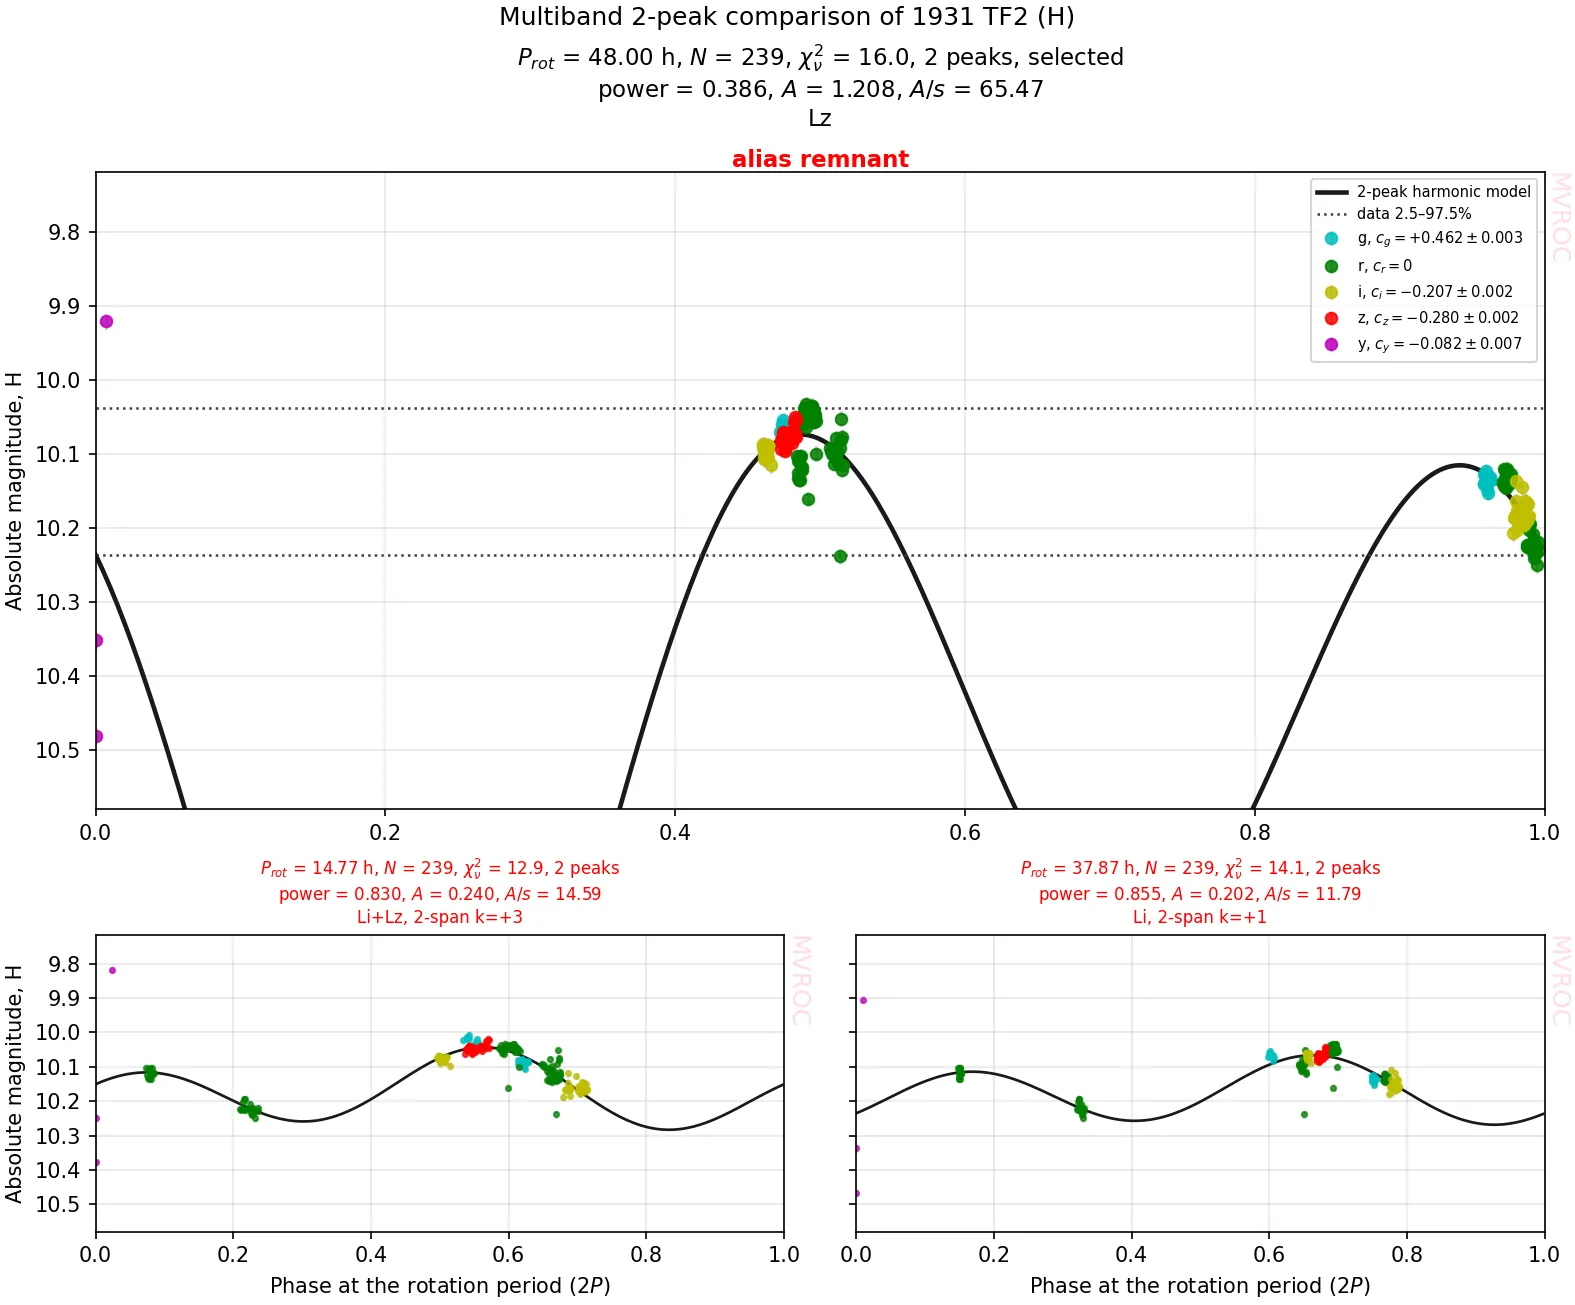 Multiband 2-peak comparison of 1931 TF2 (H)
P_rot = 48.00 h, N = 239, χ²_ν = 16.0, 2 peaks, selected
power = 0.386, A = 1.208, A/s = 65.47
Lz
alias remnant
MVROC
2-peak harmonic model
data 2.5–97.5%
g, c_g = +0.462 ± 0.003
r, c_r = 0
i, c_i = −0.207 ± 0.002
z, c_z = −0.280 ± 0.002
y, c_y = −0.082 ± 0.007
Absolute magnitude, H
9.8
9.9
10.0
10.1
10.2
10.3
10.4
10.5
0.0 0.2 0.4 0.6 0.8 1.0
P_rot = 14.77 h, N = 239, χ²_ν = 12.9, 2 peaks
power = 0.830, A = 0.240, A/s = 14.59
Li+Lz, 2-span k=+3
MVROC
Absolute magnitude, H
9.8
9.9
10.0
10.1
10.2
10.3
10.4
10.5
0.0 0.2 0.4 0.6 0.8 1.0
Phase at the rotation period (2P)
P_rot = 37.87 h, N = 239, χ²_ν = 14.1, 2 peaks
power = 0.855, A = 0.202, A/s = 11.79
Li, 2-span k=+1
MVROC
0.0 0.2 0.4 0.6 0.8 1.0
Phase at the rotation period (2P)